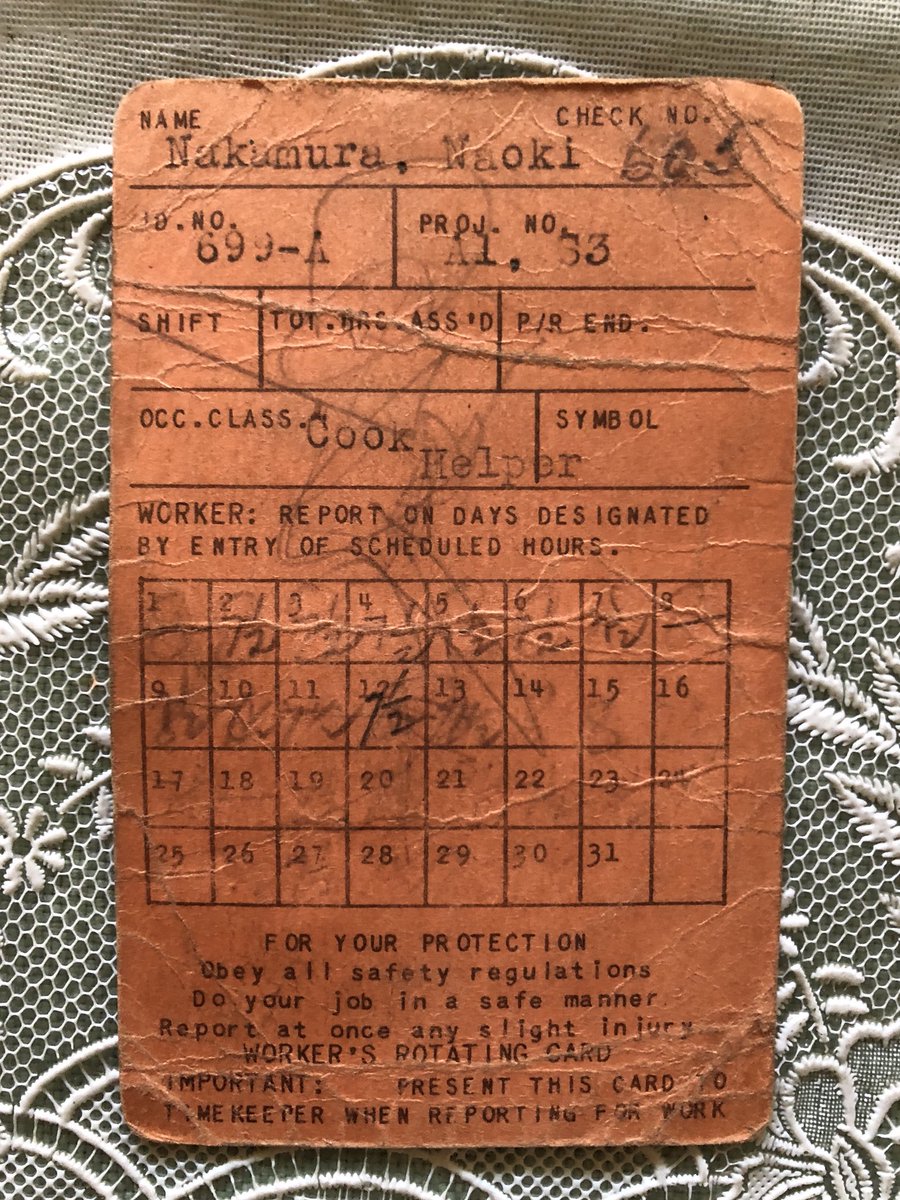 NAME CHECK NO.
Nakamura, Naoki
ID.NO. PROJ. NO.
699-A A1, S3
SHIFT TOT.HRS.ASS'D P/R END.
OCC.CLASS. SYMBOL
Cook
Helper
WORKER: REPORT ON DAYS DESIGNATED
BY ENTRY OF SCHEDULED HOURS.
1 2 3 4 5 6 7 8
9 10 11 12 13 14 15 16
17 18 19 20 21 22 23 24
25 26 27 28 29 30 31
FOR YOUR PROTECTION
Obey all safety regulations
Do your job in a safe manner.
Report at once any slight injury.
WORKER'S ROTATING CARD
IMPORTANT: PRESENT THIS CARD TO
TIMEKEEPER WHEN REPORTING FOR WORK